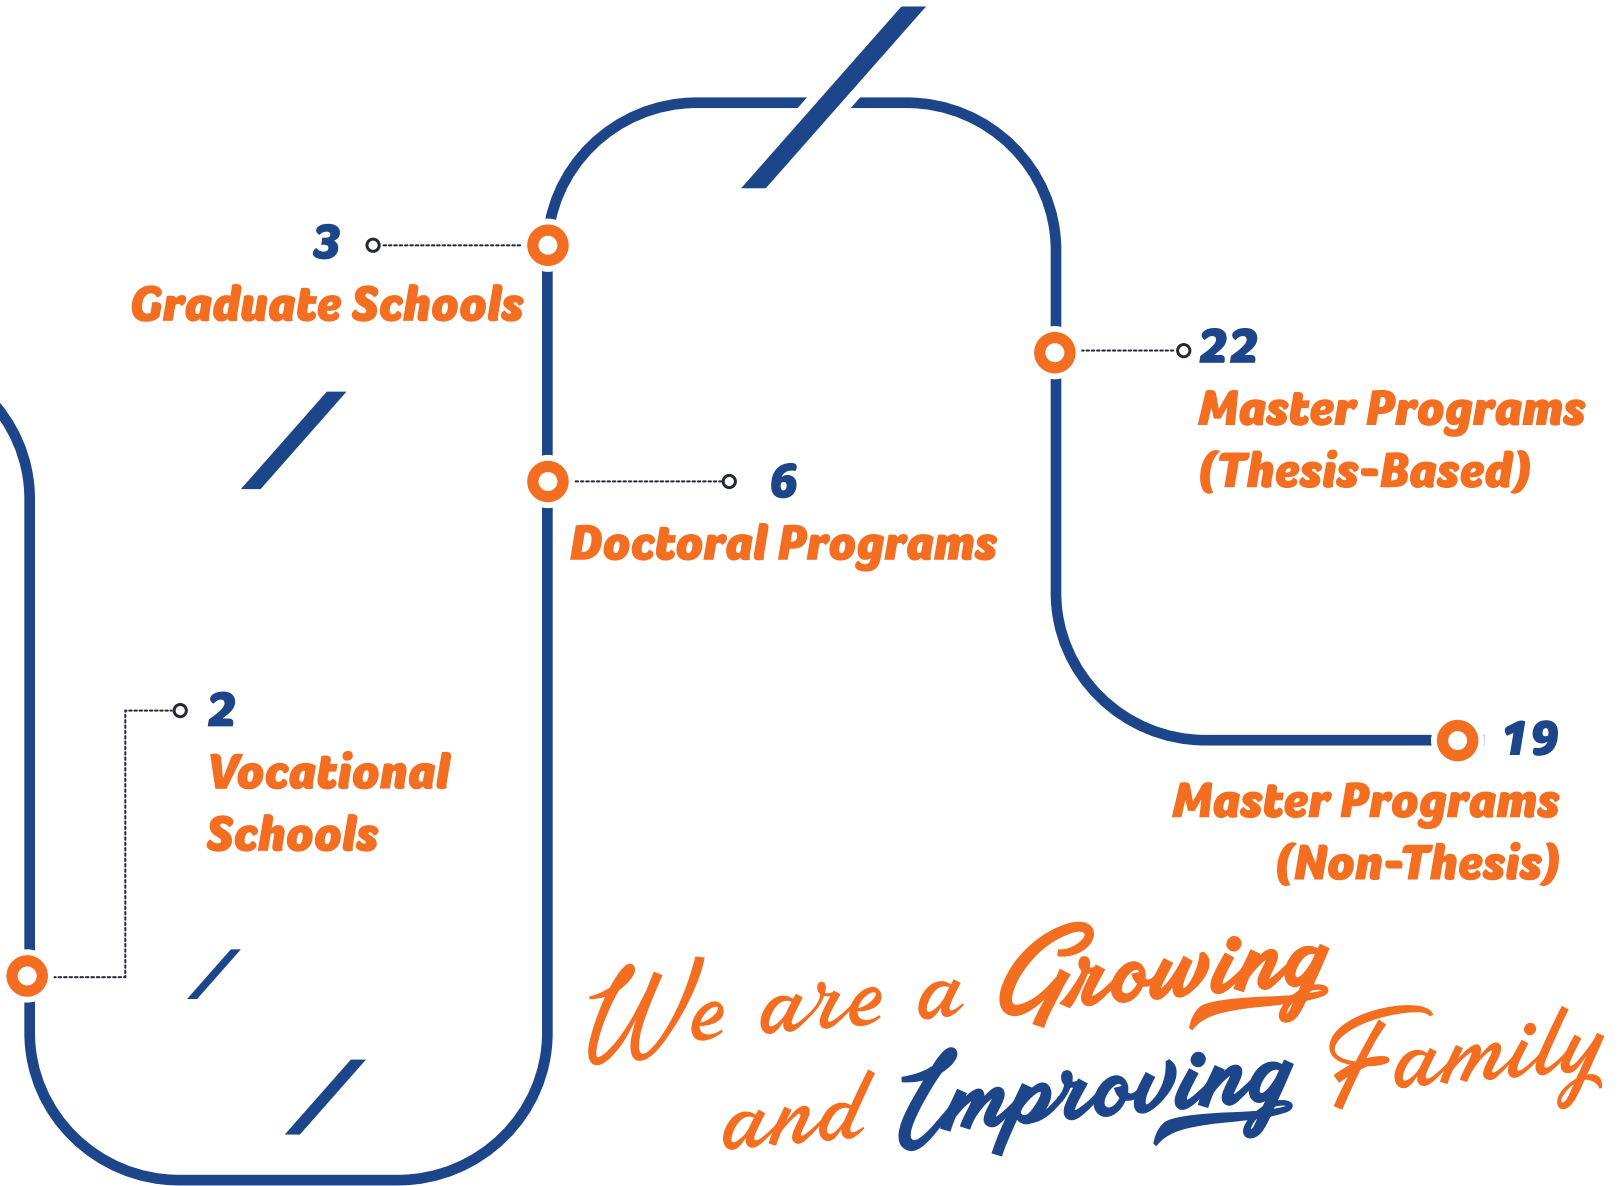 3
Graduate Schools
22
Master Programs
(Thesis-Based)
6
Doctoral Programs
2
Vocational
Schools
19
Master Programs
(Non-Thesis)
We are a Growing
and Improving Family